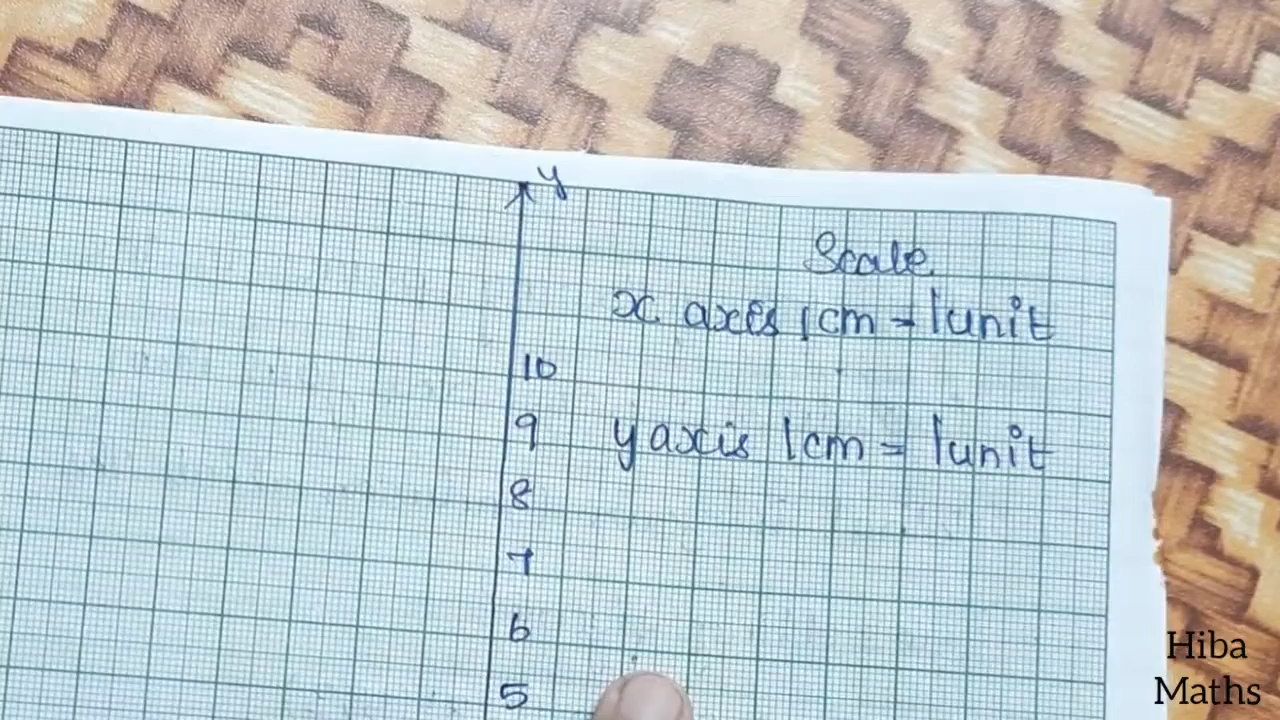 y
Scale
x axis 1cm = 1unit
10
9
y axis 1cm = 1unit
8
7
6
5
Hiba
Maths